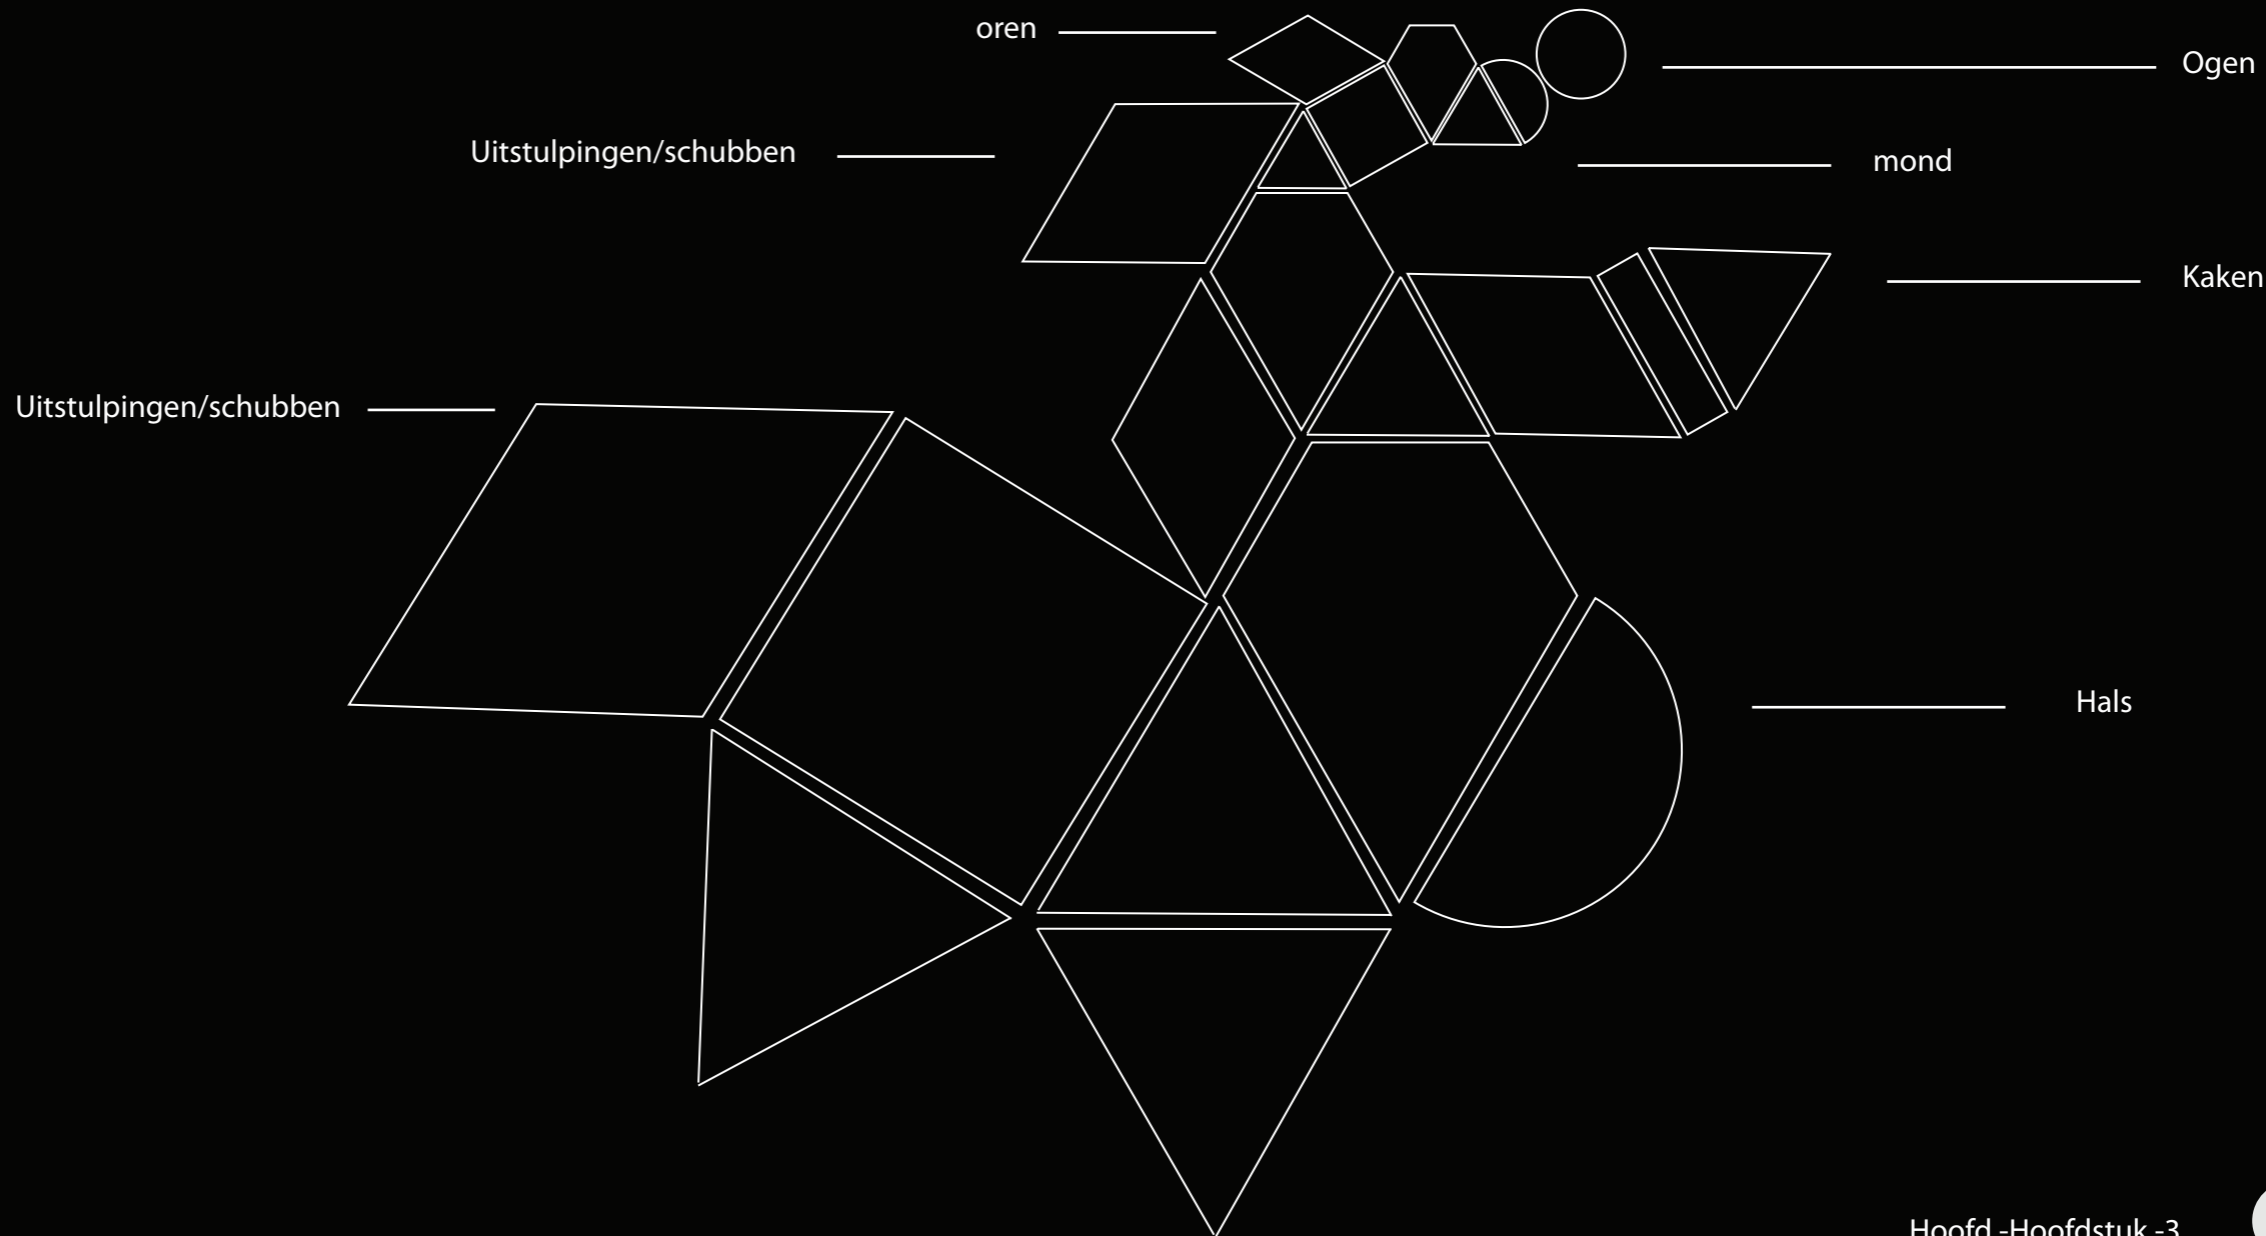 oren
Ogen
Uitstulpingen/schubben
mond
Kaken
Uitstulpingen/schubben
Hals
Hoofd -Hoofdstuk -3